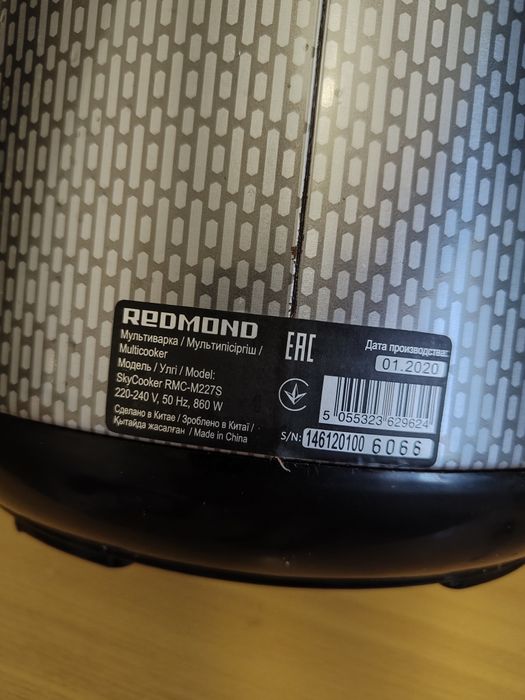 REDMOND
Мультиварка / Мультипісіргіш /
Multicooker
Модель / Үлгі / Model:
SkyCooker RMC-M227S
220-240 V, 50 Hz, 860 W
Сделано в Китае / Зроблено в Китаї /
Қытайда жасалған / Made in China
EAC
Дата производства:
01.2020
5 055323 629624
S/N: 146120100 6066